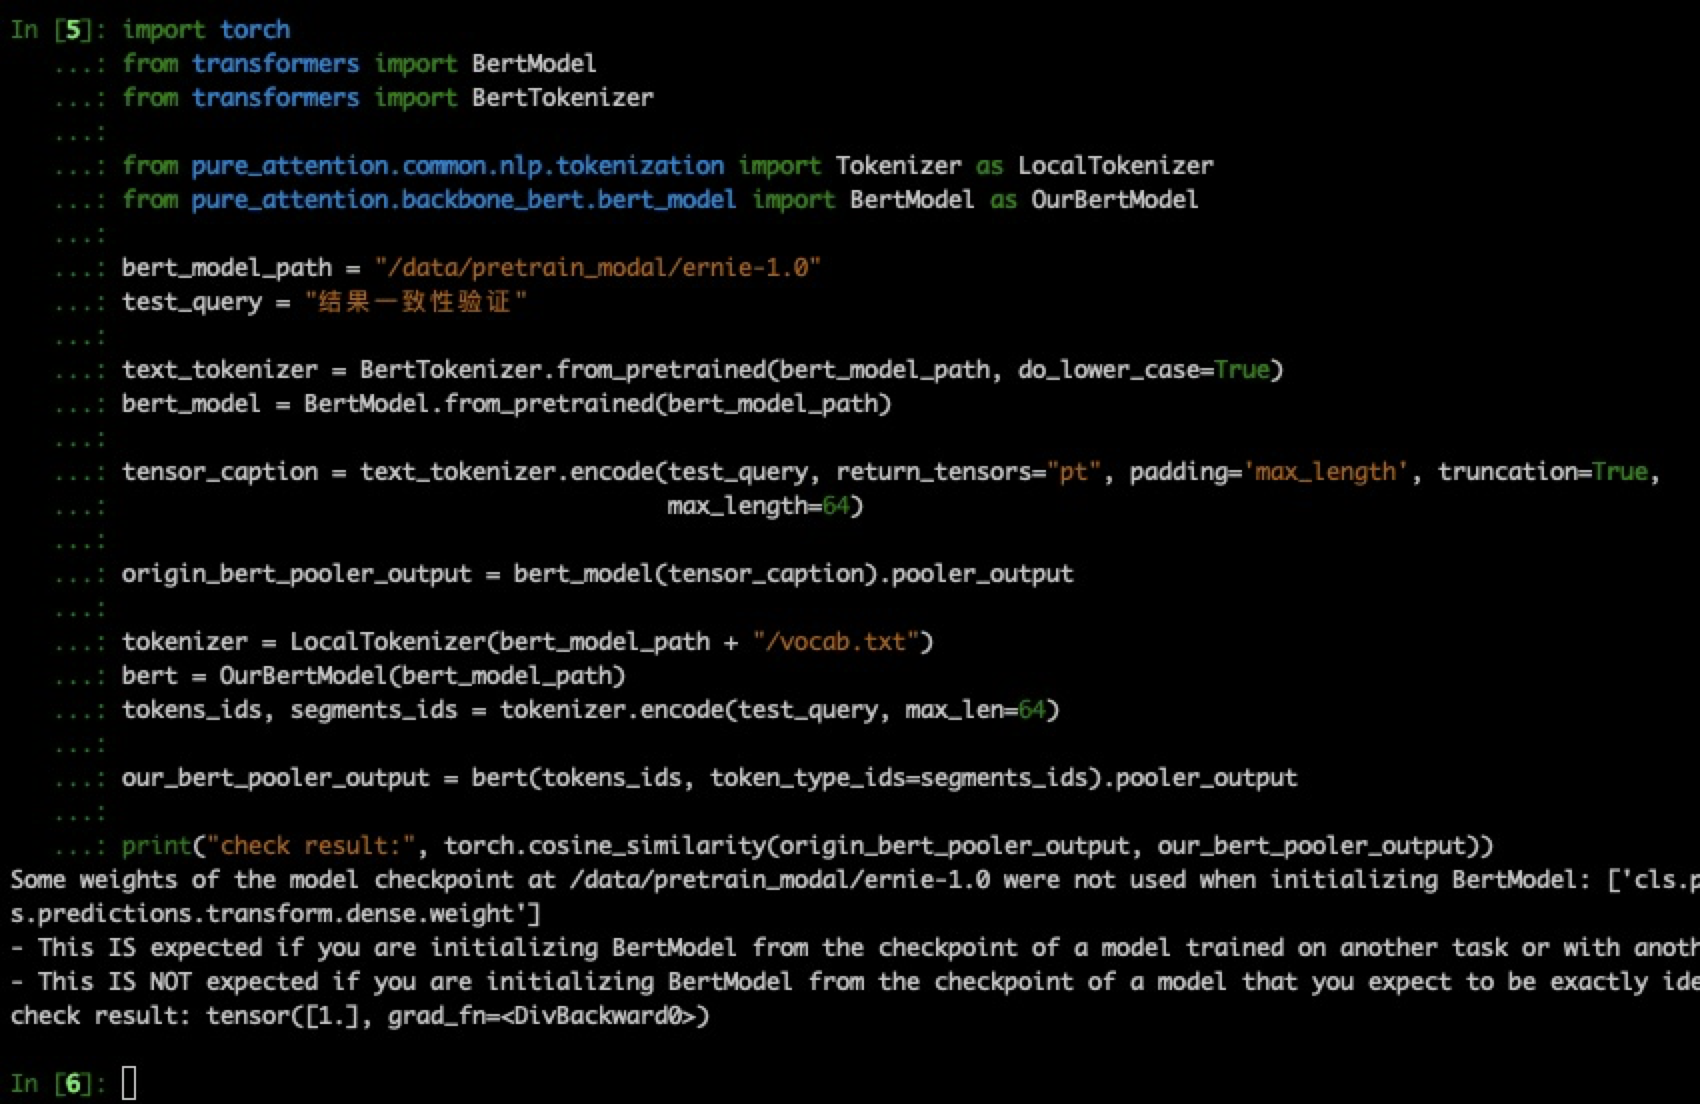 In [5]: import torch
   ...: from transformers import BertModel
   ...: from transformers import BertTokenizer
   ...:
   ...: from pure_attention.common.nlp.tokenization import Tokenizer as LocalTokenizer
   ...: from pure_attention.backbone_bert.bert_model import BertModel as OurBertModel
   ...:
   ...: bert_model_path = "/data/pretrain_modal/ernie-1.0"
   ...: test_query = "结果一致性验证"
   ...:
   ...: text_tokenizer = BertTokenizer.from_pretrained(bert_model_path, do_lower_case=True)
   ...: bert_model = BertModel.from_pretrained(bert_model_path)
   ...:
   ...: tensor_caption = text_tokenizer.encode(test_query, return_tensors="pt", padding='max_length', truncation=True,
   ...:                                        max_length=64)
   ...:
   ...: origin_bert_pooler_output = bert_model(tensor_caption).pooler_output
   ...:
   ...: tokenizer = LocalTokenizer(bert_model_path + "/vocab.txt")
   ...: bert = OurBertModel(bert_model_path)
   ...: tokens_ids, segments_ids = tokenizer.encode(test_query, max_len=64)
   ...:
   ...: our_bert_pooler_output = bert(tokens_ids, token_type_ids=segments_ids).pooler_output
   ...:
   ...: print("check result:", torch.cosine_similarity(origin_bert_pooler_output, our_bert_pooler_output))
Some weights of the model checkpoint at /data/pretrain_modal/ernie-1.0 were not used when initializing BertModel: ['cls.p
s.predictions.transform.dense.weight']
- This IS expected if you are initializing BertModel from the checkpoint of a model trained on another task or with anoth
- This IS NOT expected if you are initializing BertModel from the checkpoint of a model that you expect to be exactly ide
check result: tensor([1.], grad_fn=<DivBackward0>)

In [6]: